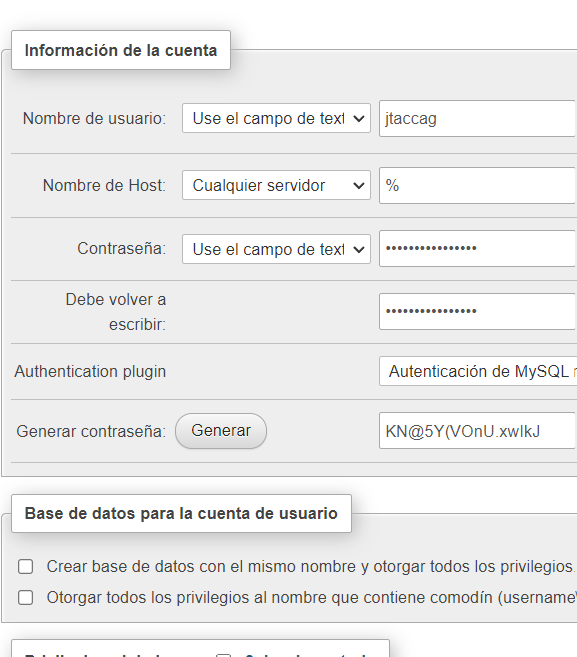 Información de la cuenta
Nombre de usuario: Use el campo de text jtaccag
Nombre de Host: Cualquier servidor %
Contraseña: Use el campo de text ••••••••••••••••
Debe volver a
escribir: ••••••••••••••••
Authentication plugin Autenticación de MySQL
Generar contraseña: Generar KN@5Y(VOnU.xwIkJ
Base de datos para la cuenta de usuario
Crear base de datos con el mismo nombre y otorgar todos los privilegios.
Otorgar todos los privilegios al nombre que contiene comodín (username\